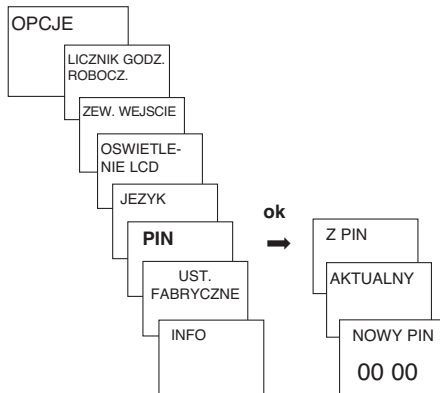 OPCJE
LICZNIK GODZ.
ROBOCZ.
ZEW. WEJSCIE
OSWIETLE-
NIE LCD
JEZYK
PIN
UST.
FABRYCZNE
INFO
ok
Z PIN
AKTUALNY
NOWY PIN
00 00